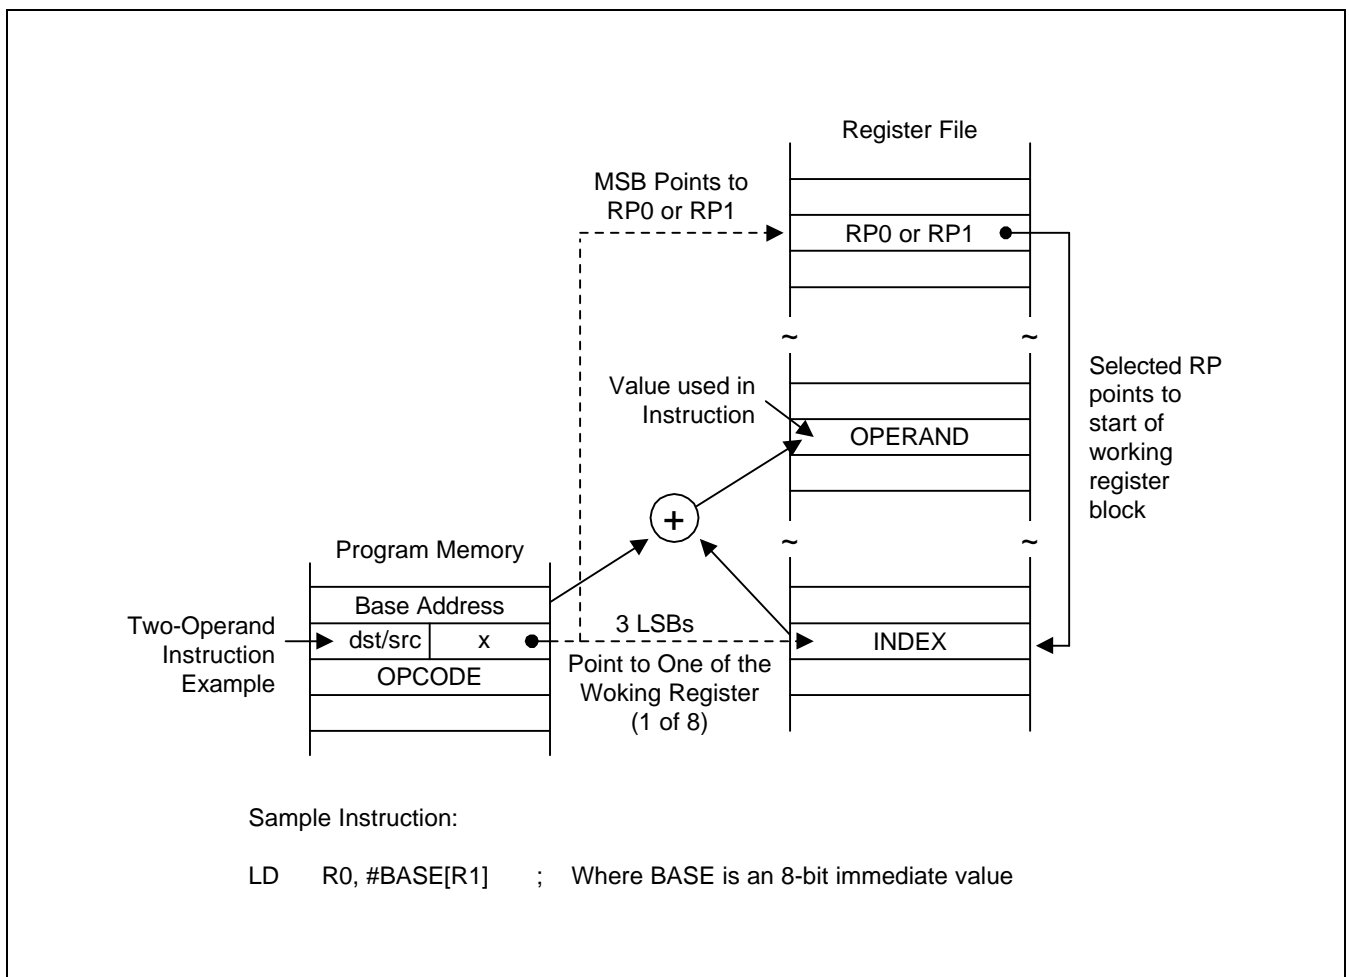 Register File
MSB Points to
RP0 or RP1
RP0 or RP1
~ ~
Selected RP
points to
start of
working
register
block
Value used in
Instruction
OPERAND
+
~ ~
Program Memory
Base Address
Two-Operand
Instruction
Example
dst/src x
3 LSBs
INDEX
OPCODE
Point to One of the
Woking Register
(1 of 8)
Sample Instruction:
LD R0, #BASE[R1] ; Where BASE is an 8-bit immediate value